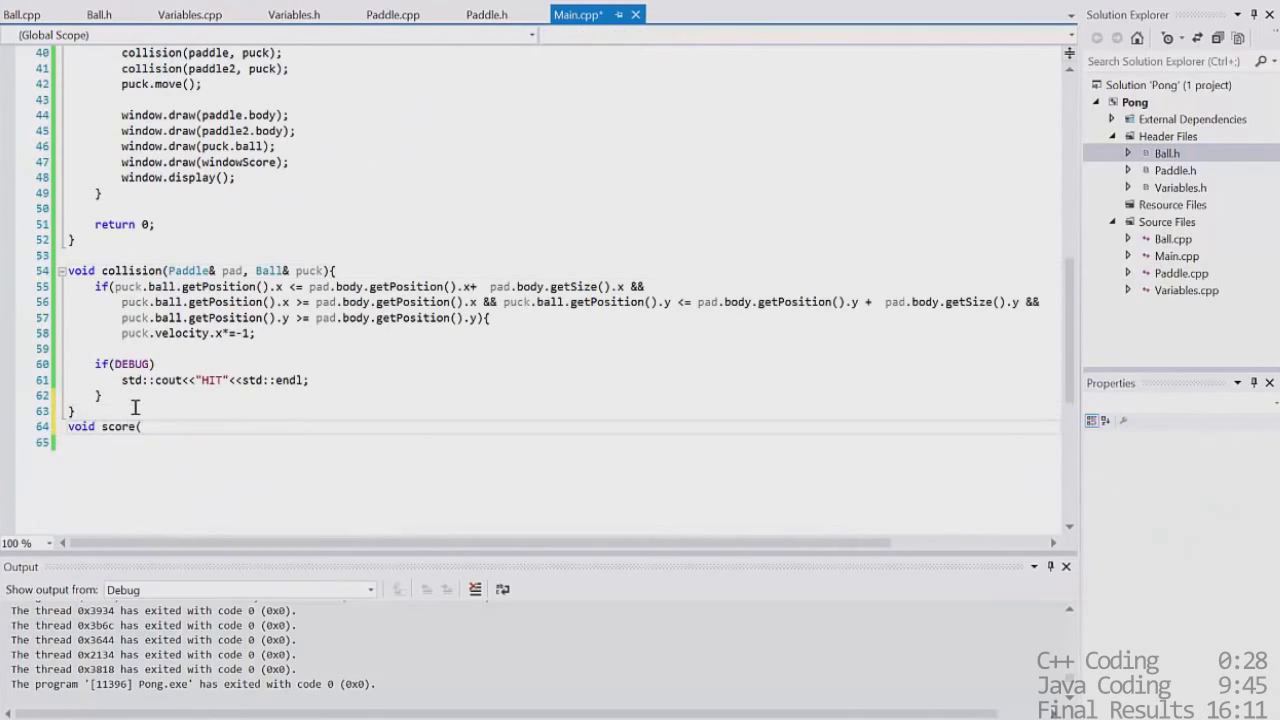 Ball.cpp Ball.h Variables.cpp Variables.h Paddle.cpp Paddle.h Main.cpp*
(Global Scope)
40 collision(paddle, puck);
41 collision(paddle2, puck);
42 puck.move();
43
44 window.draw(paddle.body);
45 window.draw(paddle2.body);
46 window.draw(puck.ball);
47 window.draw(windowScore);
48 window.display();
49 }
50
51 return 0;
52 }
53
54 void collision(Paddle& pad, Ball& puck){
55 if(puck.ball.getPosition().x <= pad.body.getPosition().x+ pad.body.getSize().x &&
56 puck.ball.getPosition().x >= pad.body.getPosition().x && puck.ball.getPosition().y <= pad.body.getPosition().y + pad.body.getSize().y &&
57 puck.ball.getPosition().y >= pad.body.getPosition().y){
58 puck.velocity.x*=-1;
59
60 if(DEBUG)
61 std::cout<<"HIT"<<std::endl;
62 }
63 }
64 void score(
65
100 %
Output
Show output from: Debug
The thread 0x3934 has exited with code 0 (0x0).
The thread 0x3b6c has exited with code 0 (0x0).
The thread 0x3644 has exited with code 0 (0x0).
The thread 0x2134 has exited with code 0 (0x0).
The thread 0x3818 has exited with code 0 (0x0).
The program '[11396] Pong.exe' has exited with code 0 (0x0).
Solution Explorer
Search Solution Explorer (Ctrl+;)
Solution 'Pong' (1 project)
Pong
External Dependencies
Header Files
Ball.h
Paddle.h
Variables.h
Resource Files
Source Files
Ball.cpp
Main.cpp
Paddle.cpp
Variables.cpp
Properties
C++ Coding 0:28
Java Coding 9:45
Final Results 16:11